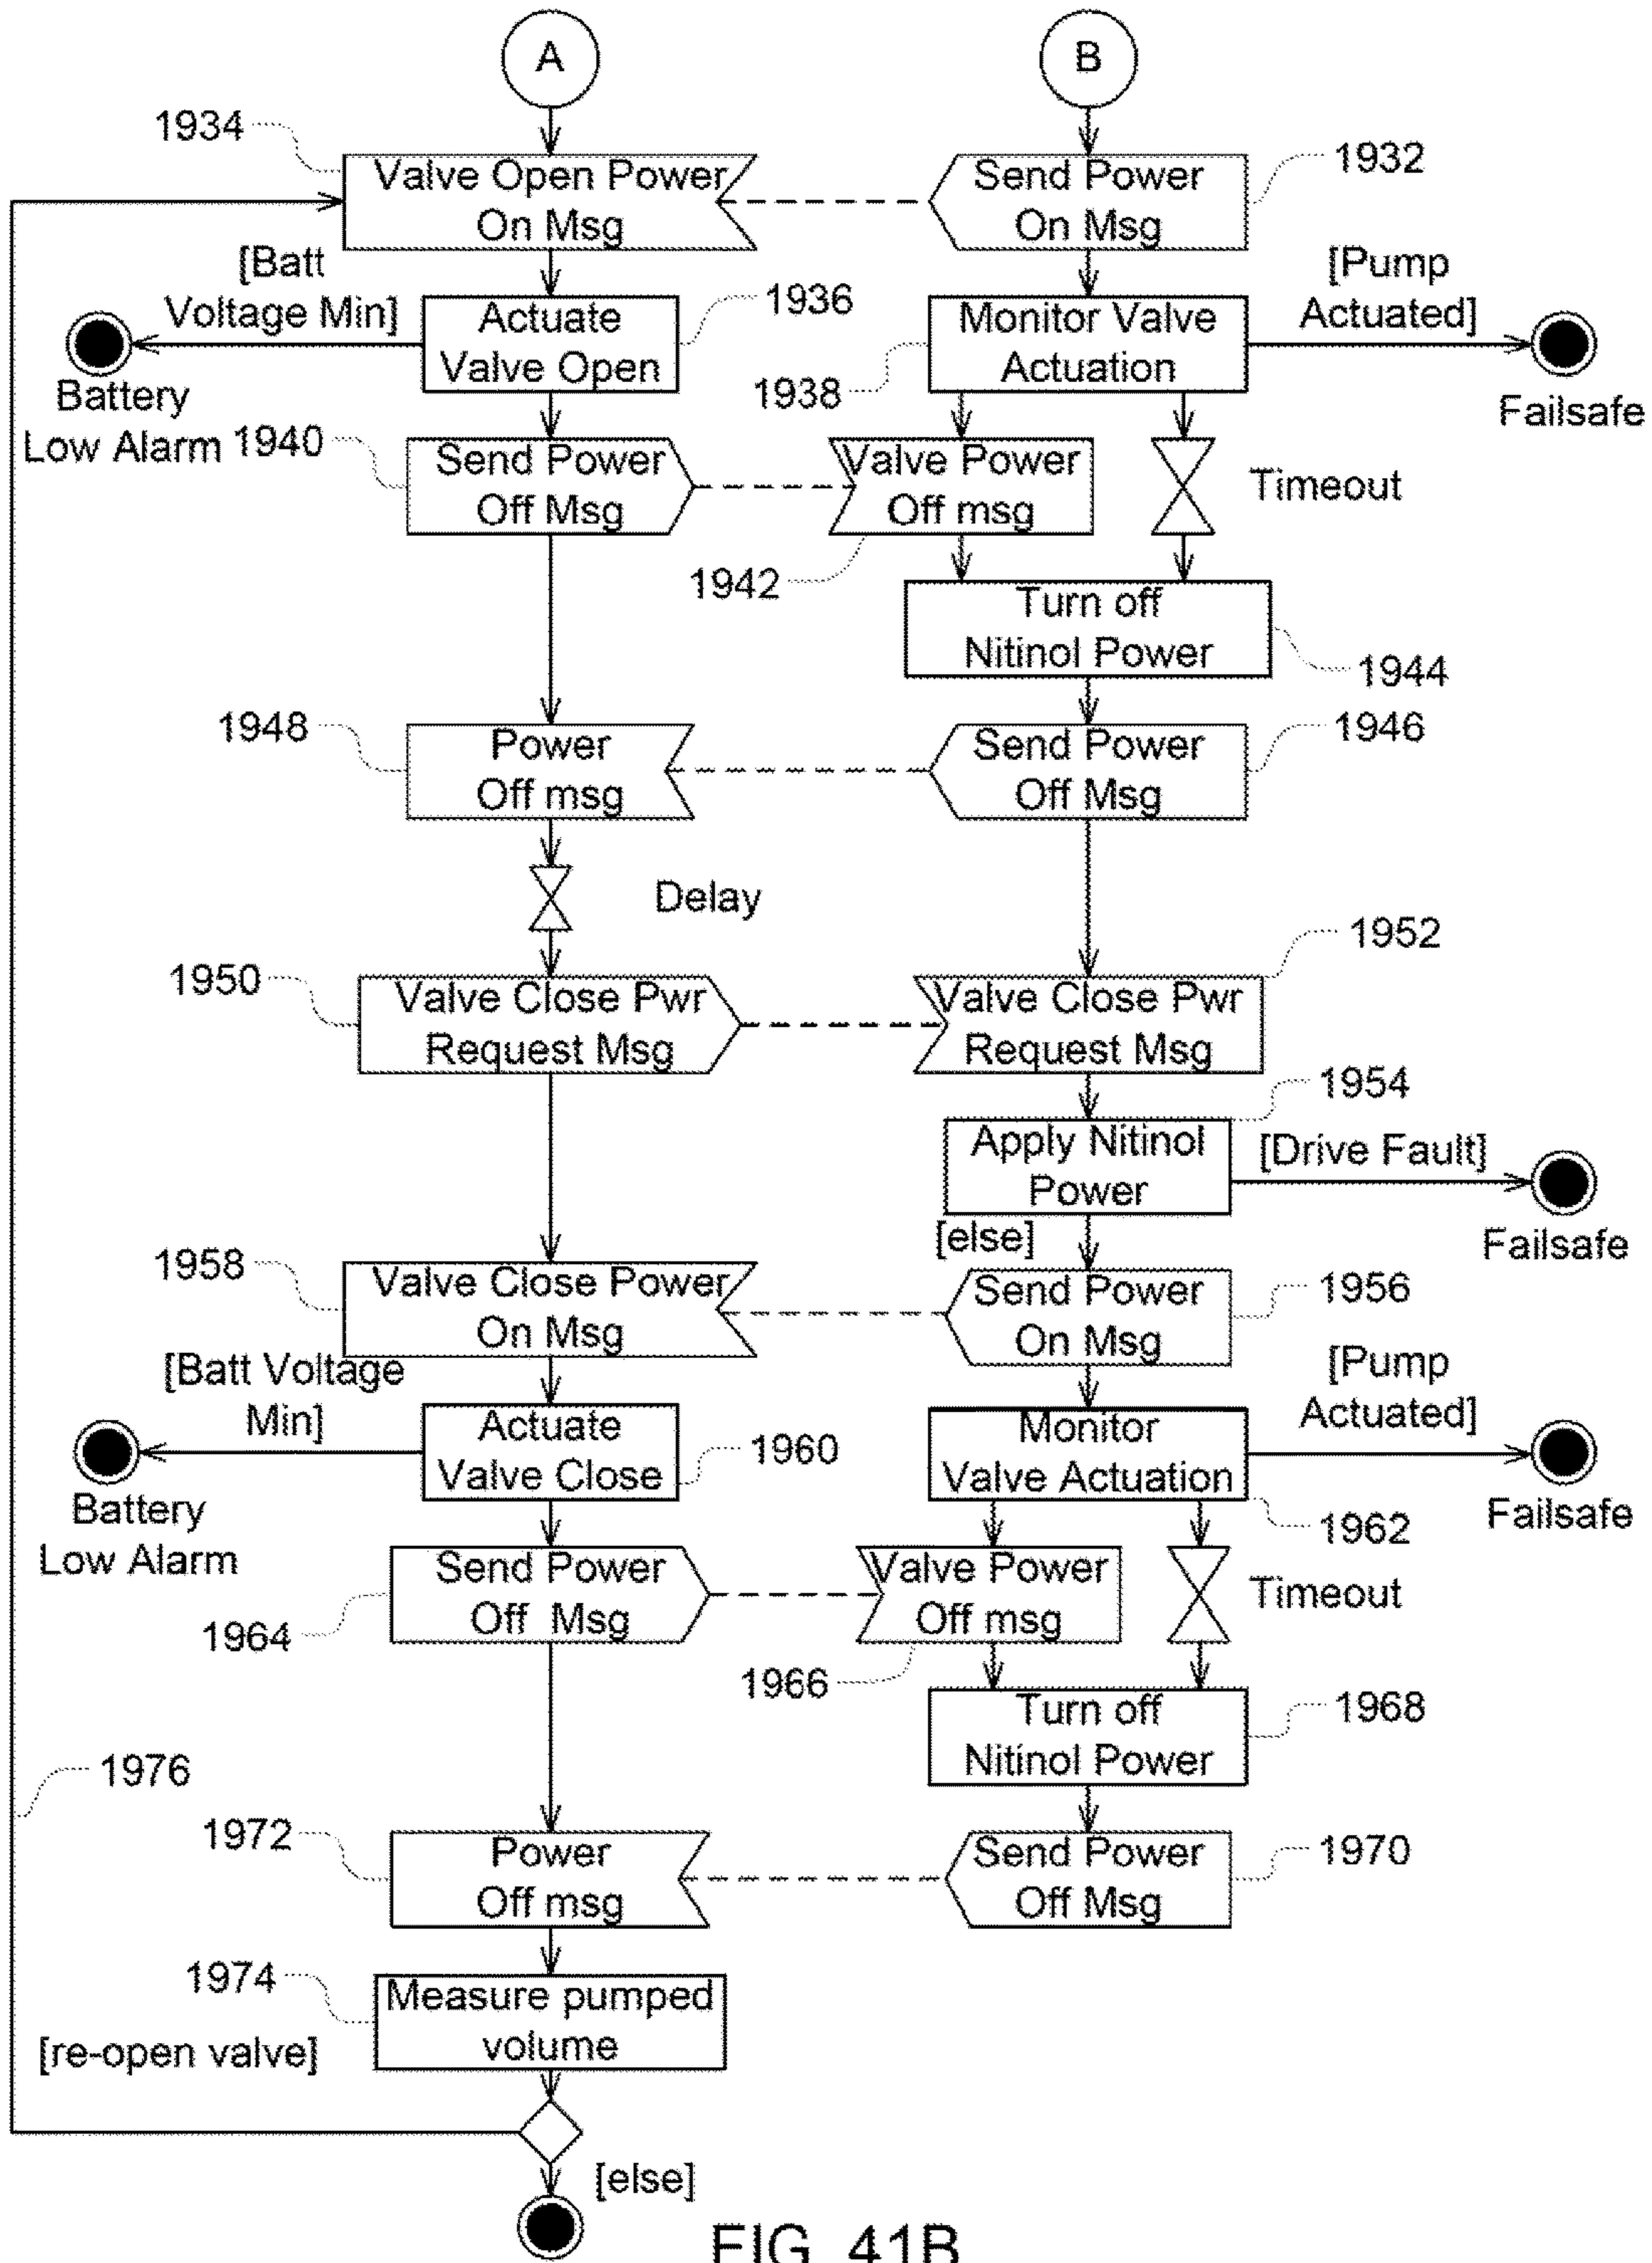 A
B
1934
Valve Open Power
On Msg
Send Power
On Msg
1932
[Batt
Voltage Min]
Actuate
Valve Open
1936
Monitor Valve
Actuation
1938
[Pump
Actuated]
Battery
Low Alarm
Failsafe
1940
Send Power
Off Msg
Valve Power
Off msg
1942
Timeout
Turn off
Nitinol Power
1944
1948
Power
Off msg
Send Power
Off Msg
1946
Delay
1950
Valve Close Pwr
Request Msg
Valve Close Pwr
Request Msg
1952
Apply Nitinol
Power
1954
[Drive Fault]
Failsafe
[else]
1958
Valve Close Power
On Msg
Send Power
On Msg
1956
[Batt Voltage
Min]
Actuate
Valve Close
1960
Monitor
Valve Actuation
1962
[Pump
Actuated]
Battery
Low Alarm
Failsafe
Send Power
Off Msg
1964
Valve Power
Off msg
1966
Timeout
Turn off
Nitinol Power
1968
1976
1972
Power
Off msg
Send Power
Off Msg
1970
1974
Measure pumped
volume
[re-open valve]
[else]
FIG. 41B